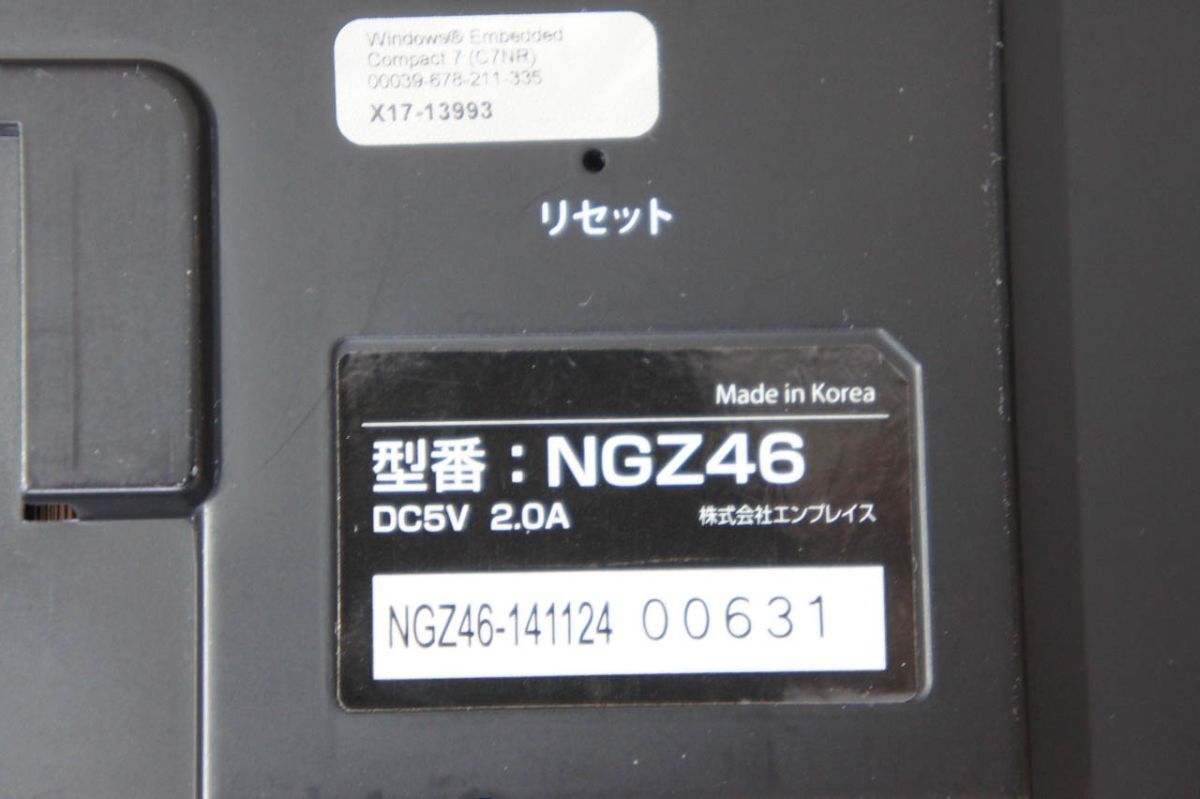 Windows® Embedded
Compact 7 (C7NR)
00039-678-211-335
X17-13993
リセット
Made in Korea
型番：NGZ46
DC5V 2.0A 株式会社エンプレイス
NGZ46-141124 00631